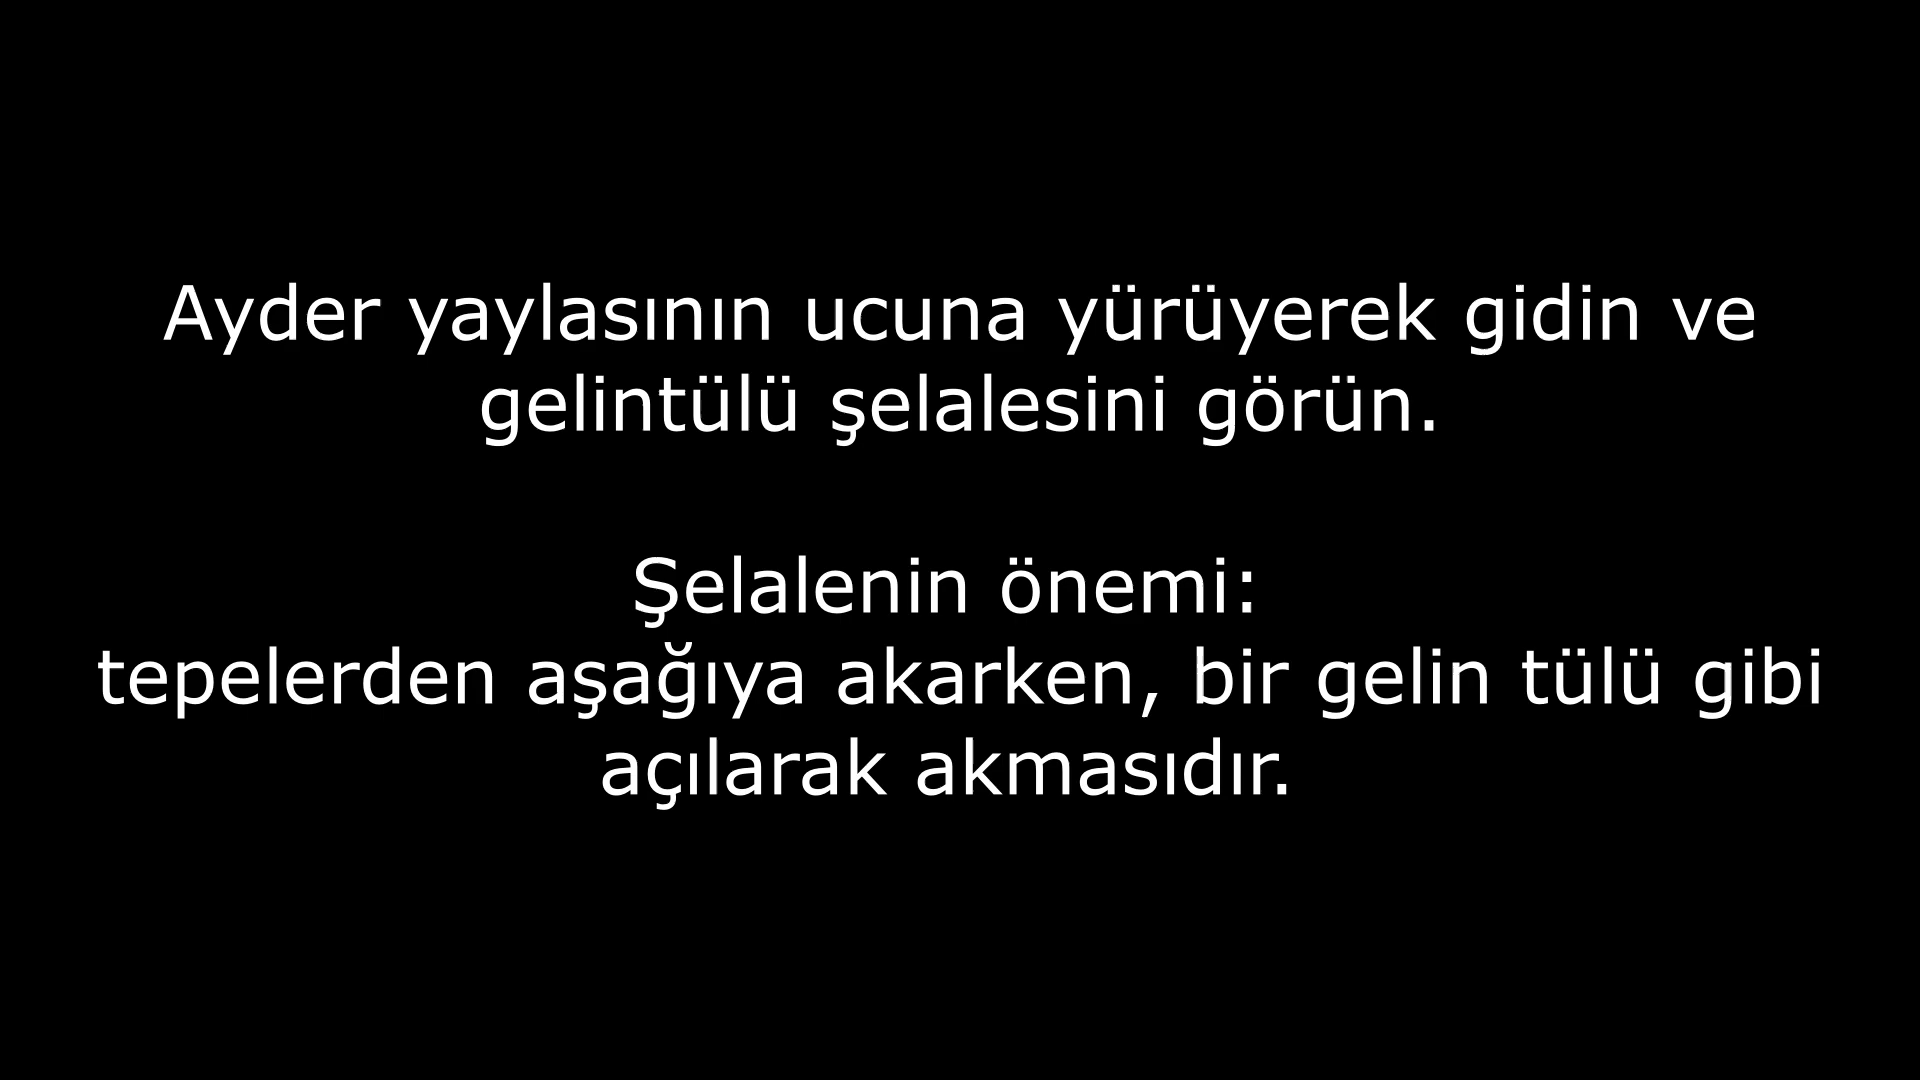 Ayder yaylasının ucuna yürüyerek gidin ve
gelintülü şelalesini görün.
Şelalenin önemi:
tepelerden aşağıya akarken, bir gelin tülü gibi
açılarak akmasıdır.